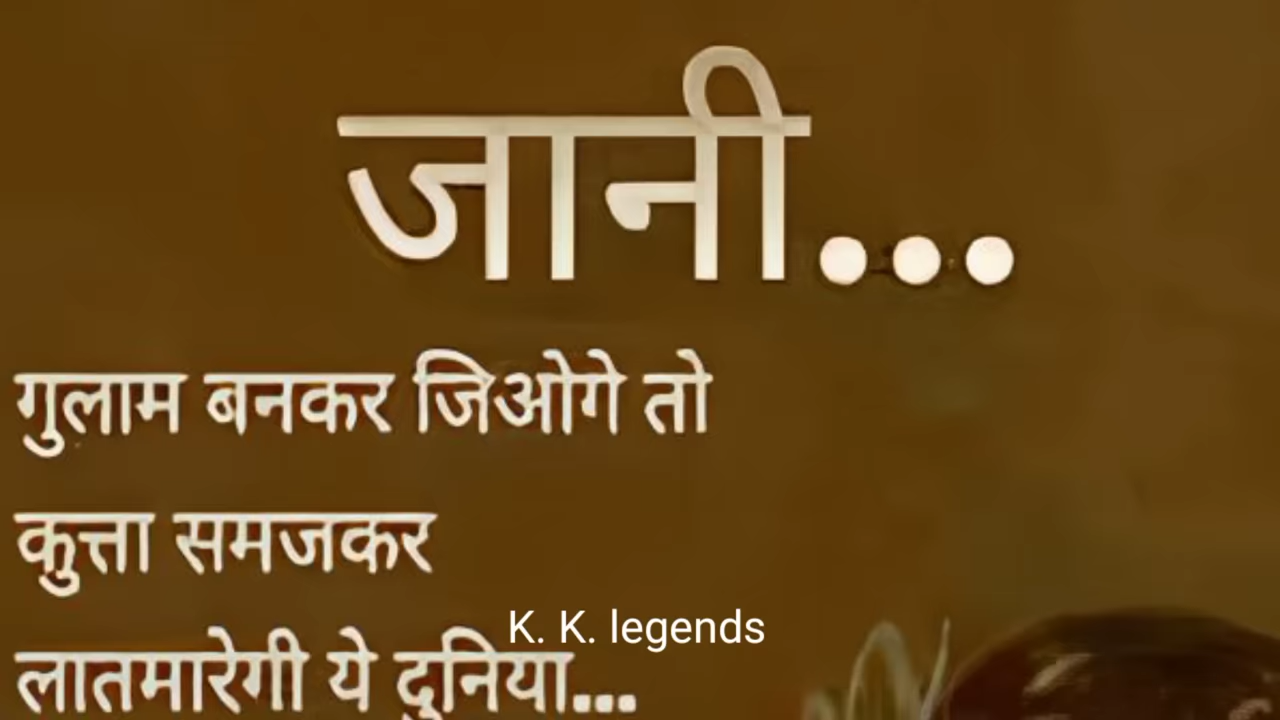 जानी...
गुलाम बनकर जिओगे तो
कुत्ता समजकर
K. K. legends
लातमारेगी ये दुनिया...